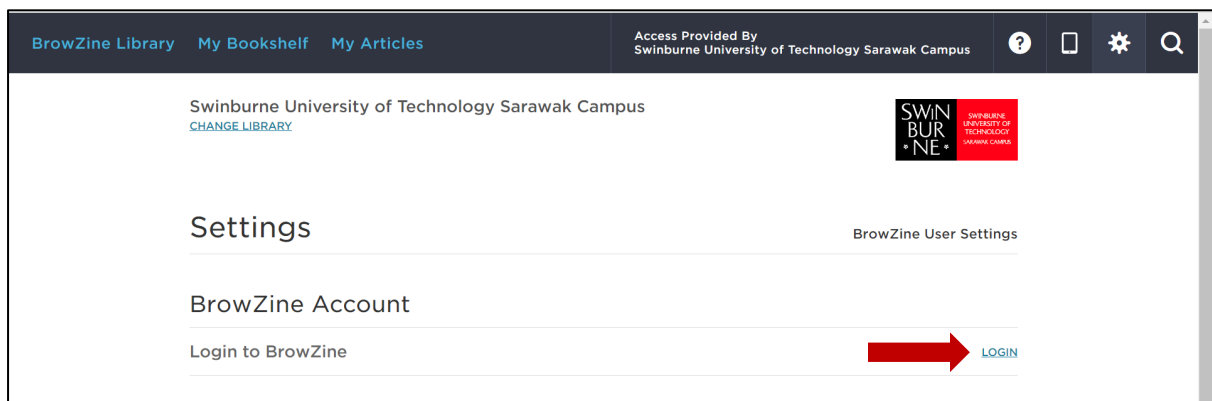 BrowZine Library My Bookshelf My Articles
Access Provided By
Swinburne University of Technology Sarawak Campus
?
Swinburne University of Technology Sarawak Campus
CHANGE LIBRARY
SWIN
BUR
* NE *
SWINBURNE
UNIVERSITY OF
TECHNOLOGY
SARAWAK CAMPUS
Settings
BrowZine User Settings
BrowZine Account
Login to BrowZine
LOGIN